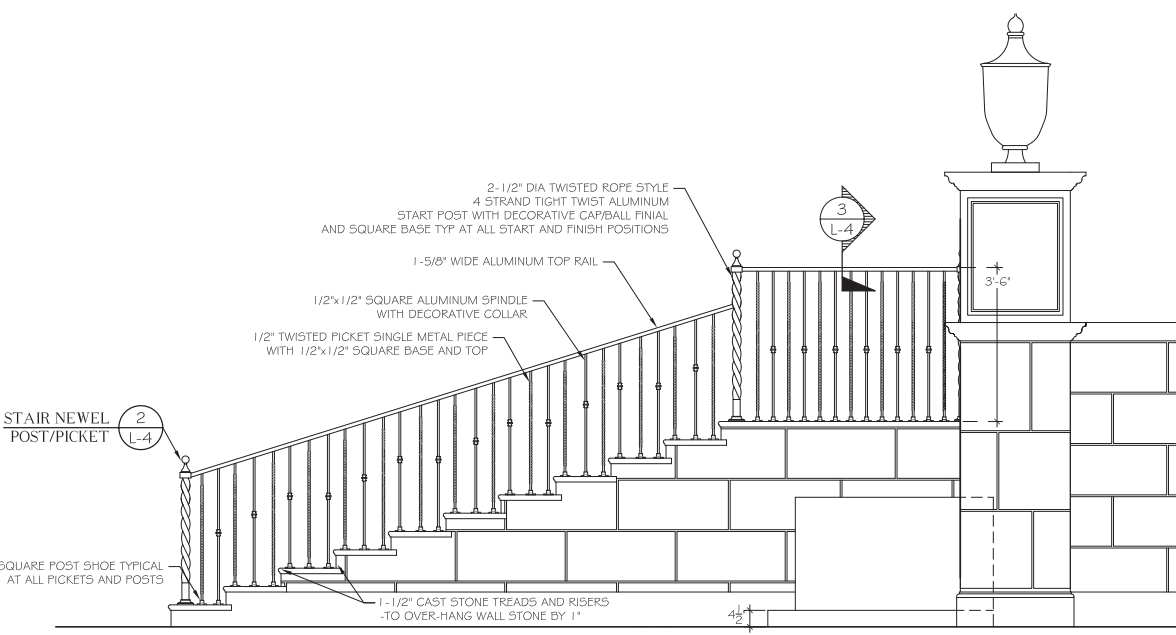 2-1/2" DIA TWISTED ROPE STYLE
4 STRAND TIGHT TWIST ALUMINUM
START POST WITH DECORATIVE CAP/BALL FINIAL
AND SQUARE BASE TYP AT ALL START AND FINISH POSITIONS
3
L-4
1-5/8" WIDE ALUMINUM TOP RAIL
3'-6"
1/2"x1/2" SQUARE ALUMINUM SPINDLE
WITH DECORATIVE COLLAR
1/2" TWISTED PICKET SINGLE METAL PIECE
WITH 1/2"x1/2" SQUARE BASE AND TOP
STAIR NEWEL
POST/PICKET
2
L-4
SQUARE POST SHOE TYPICAL
AT ALL PICKETS AND POSTS
1-1/2" CAST STONE TREADS AND RISERS
-TO OVER-HANG WALL STONE BY 1"
4½